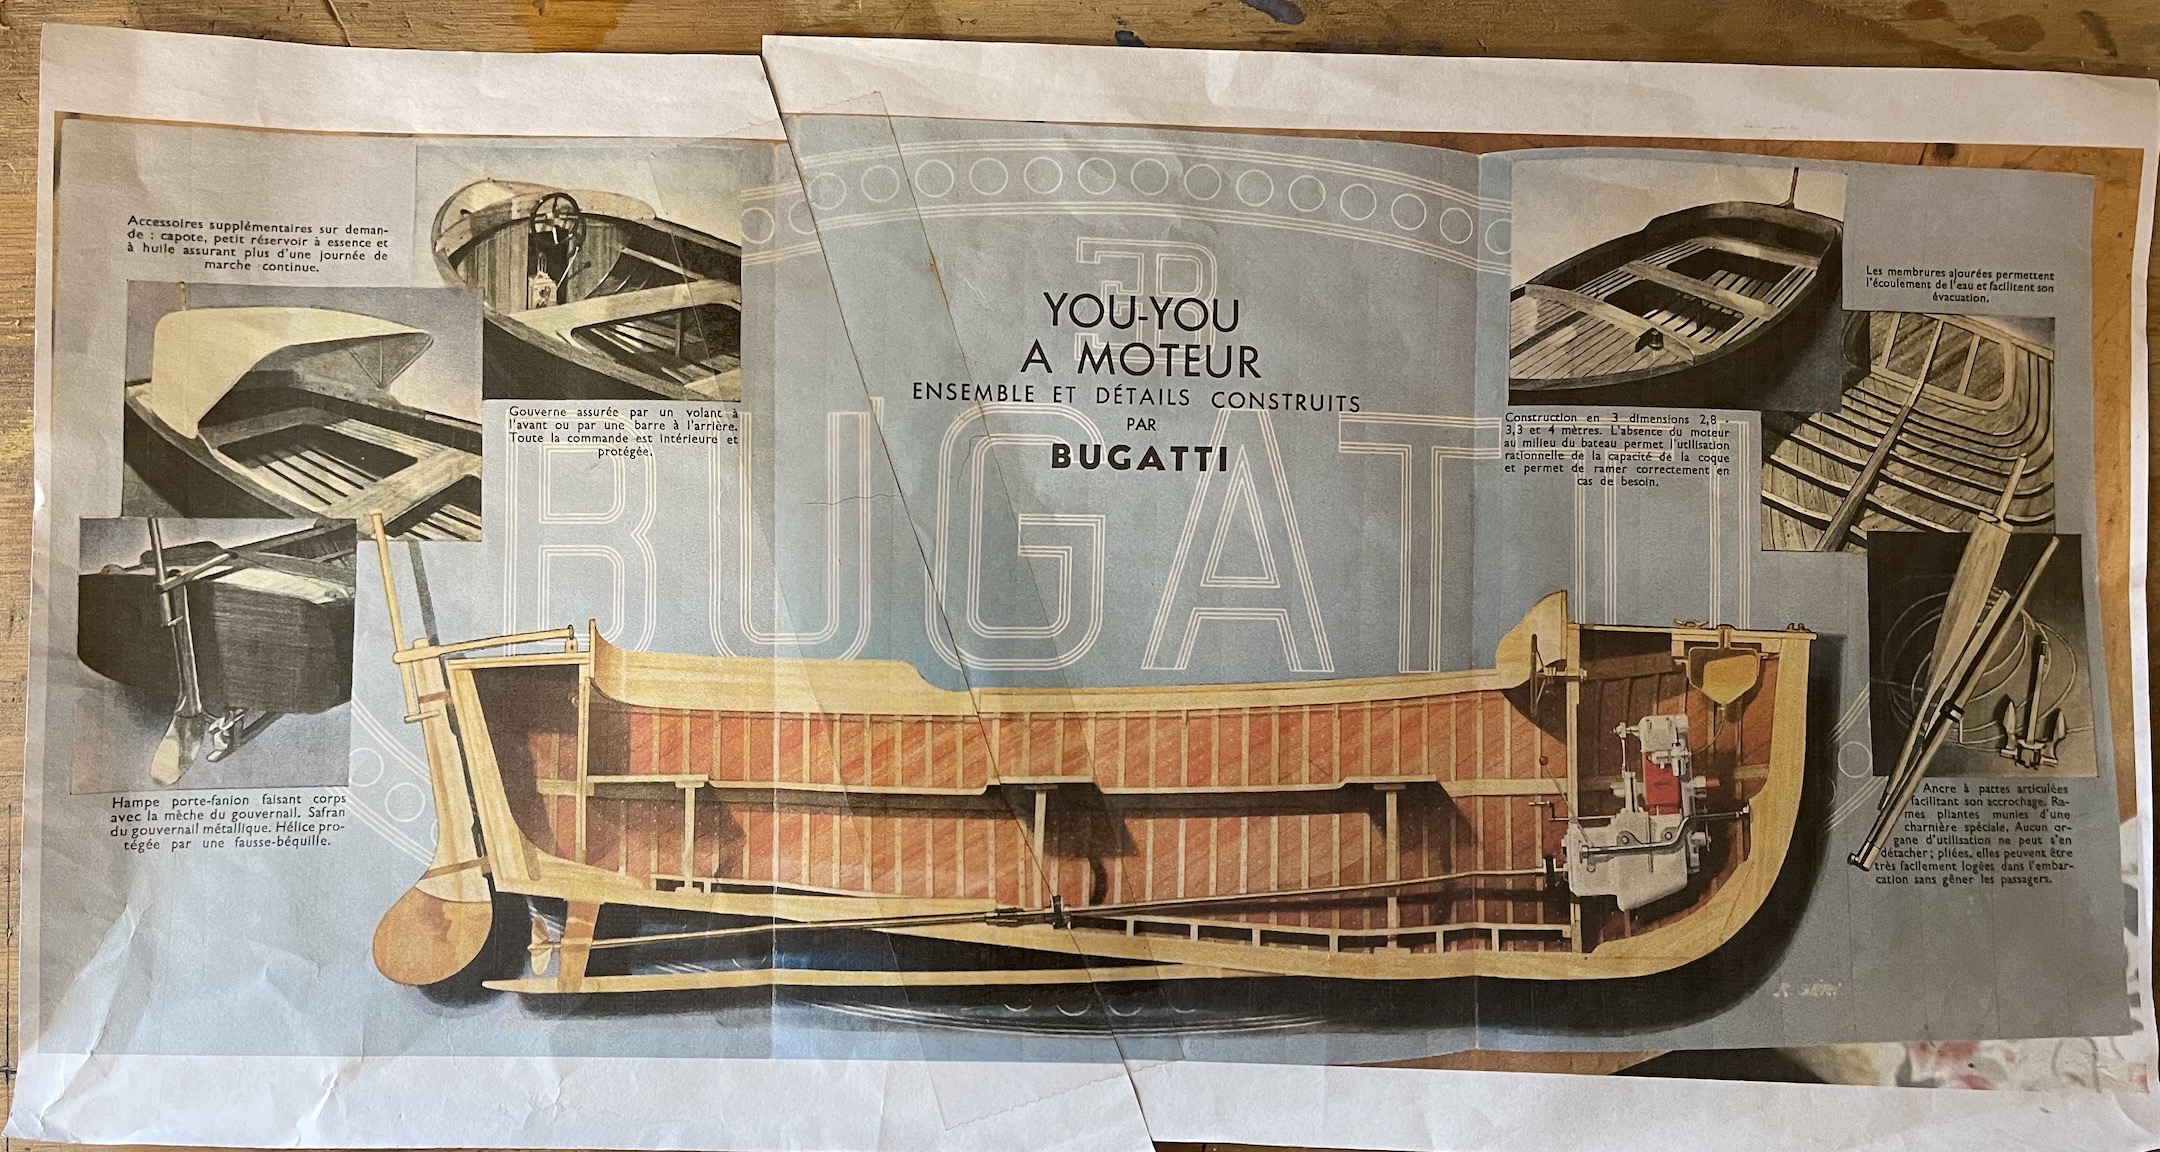 Accessoires supplémentaires sur deman-
de : capote, petit réservoir à essence et
à huile assurant plus d'une journée de
marche continue.
Gouverne assurée par un volant à
l'avant ou par une barre à l'arrière.
Toute la commande est intérieure et
protégée.
Hampe porte-fanion faisant corps
avec la mèche du gouvernail. Safran
du gouvernail métallique. Hélice pro-
tégée par une fausse-béquille.
EB
YOU-YOU
A MOTEUR
ENSEMBLE ET DÉTAILS CONSTRUITS
PAR
BUGATTI
BUGATTI
Construction en 3 dimensions 2,8 -
3,3 et 4 mètres. L'absence du moteur
au milieu du bateau permet l'utilisation
rationnelle de la capacité de la coque
et permet de ramer correctement en
cas de besoin.
Les membrures ajourées permettent
l'écoulement de l'eau et facilitent son
évacuation.
Ancre à pattes articulées
facilitant son accrochage. Ra-
mes pliantes munies d'une
charnière spéciale. Aucun or-
gane d'utilisation ne peut s'en
détacher ; pliées, elles peuvent être
très facilement logées dans l'embar-
cation sans gêner les passagers.